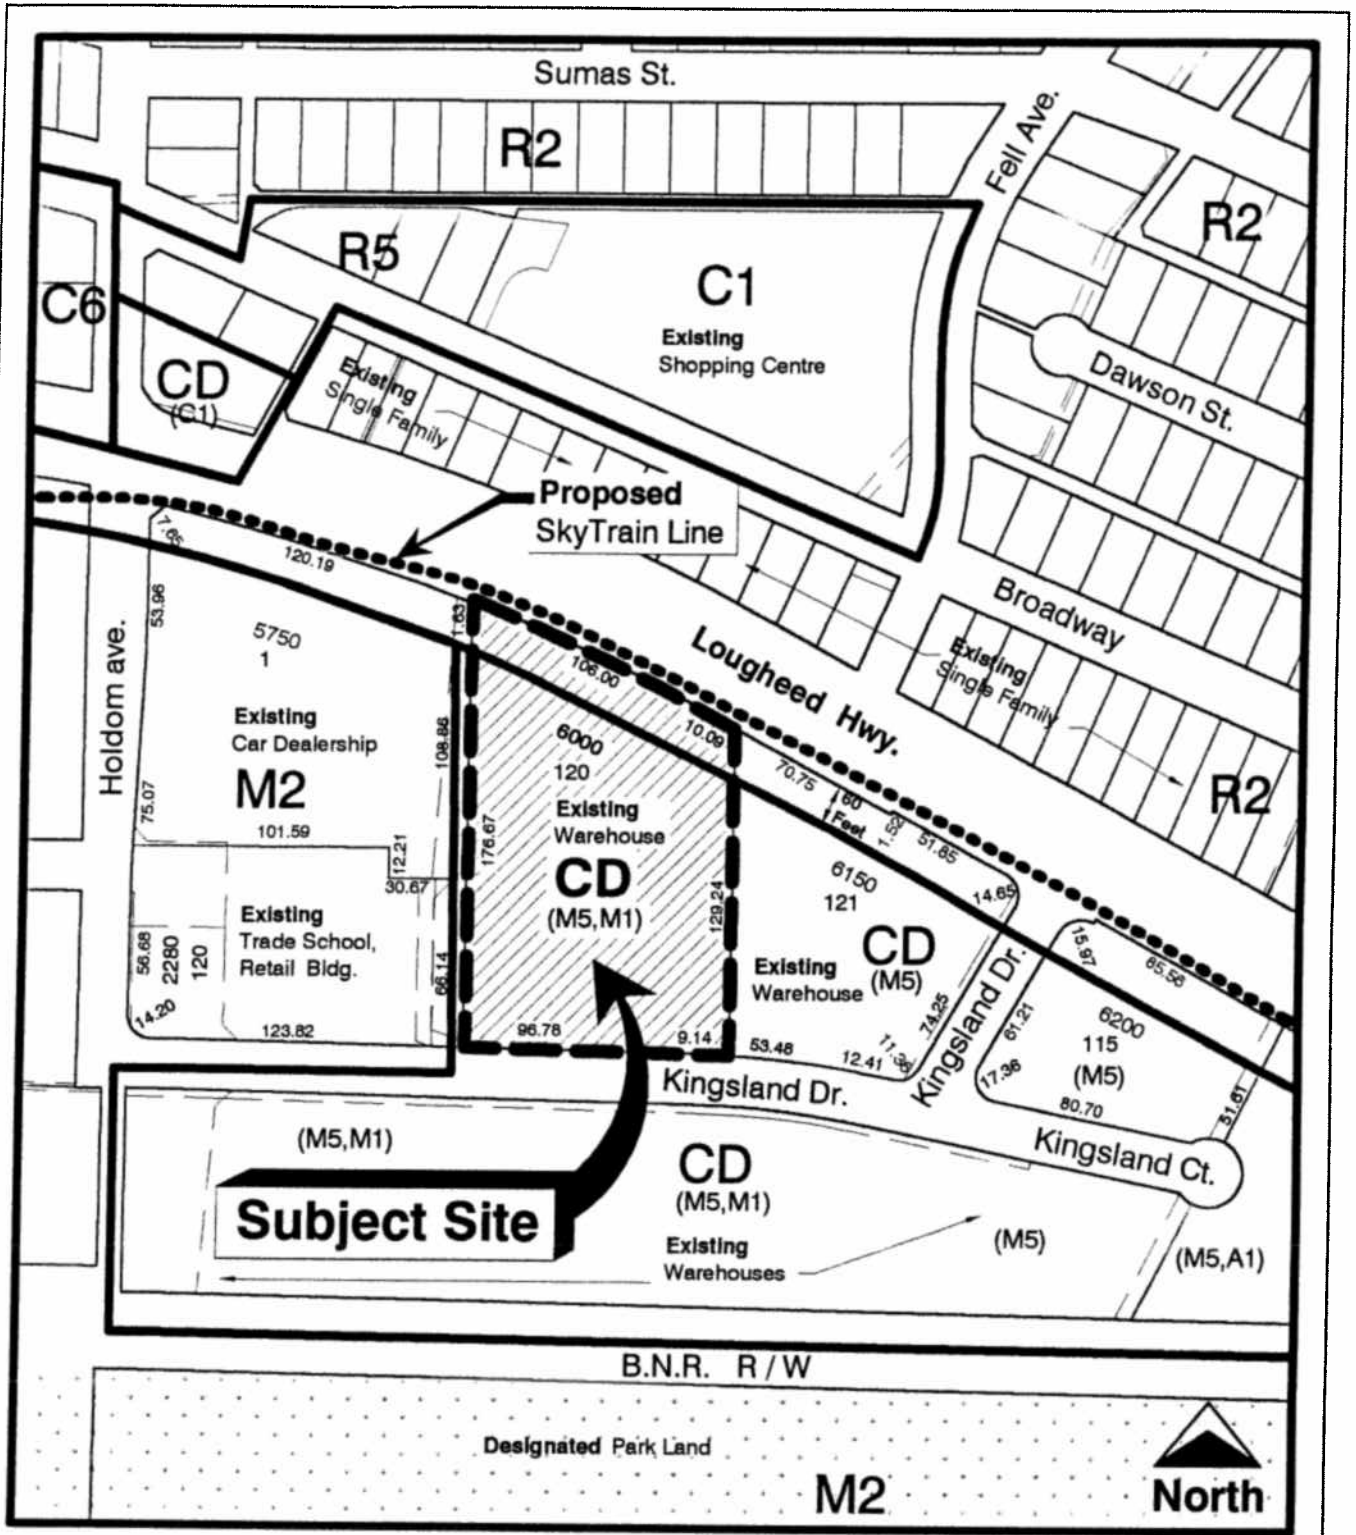 Sumas St.
R2
Fell Ave.
R2
R5
C1
C6
Existing
Shopping Centre
CD
(C1)
Existing
Single Family
Dawson St.
Proposed
SkyTrain Line
7.65
120.19
53.96
1.63
Broadway
5750
1
Holdom ave.
Lougheed Hwy.
Existing
Single Family
106.00
10.09
Existing
Car Dealership
M2
108.86
6000
120
70.75
60
Feet
1.52
51.85
R2
75.07
101.59
12.21
30.67
176.67
Existing
Warehouse
CD
(M5,M1)
129.24
6150
121
14.65
CD
(M5)
Existing
Warehouse
Existing
Trade School,
Retail Bldg.
56.68
2280
120
66.14
14.20
123.82
96.78
9.14
53.48
12.41
11.36
74.25
Kingsland Dr.
15.97
65.56
61.21
6200
115
(M5)
17.36
80.70
51.61
Kingsland Dr.
Kingsland Ct.
(M5,M1)
CD
(M5,M1)
Subject Site
Existing
Warehouses
(M5)
(M5,A1)
B.N.R. R / W
Designated Park Land
M2
North